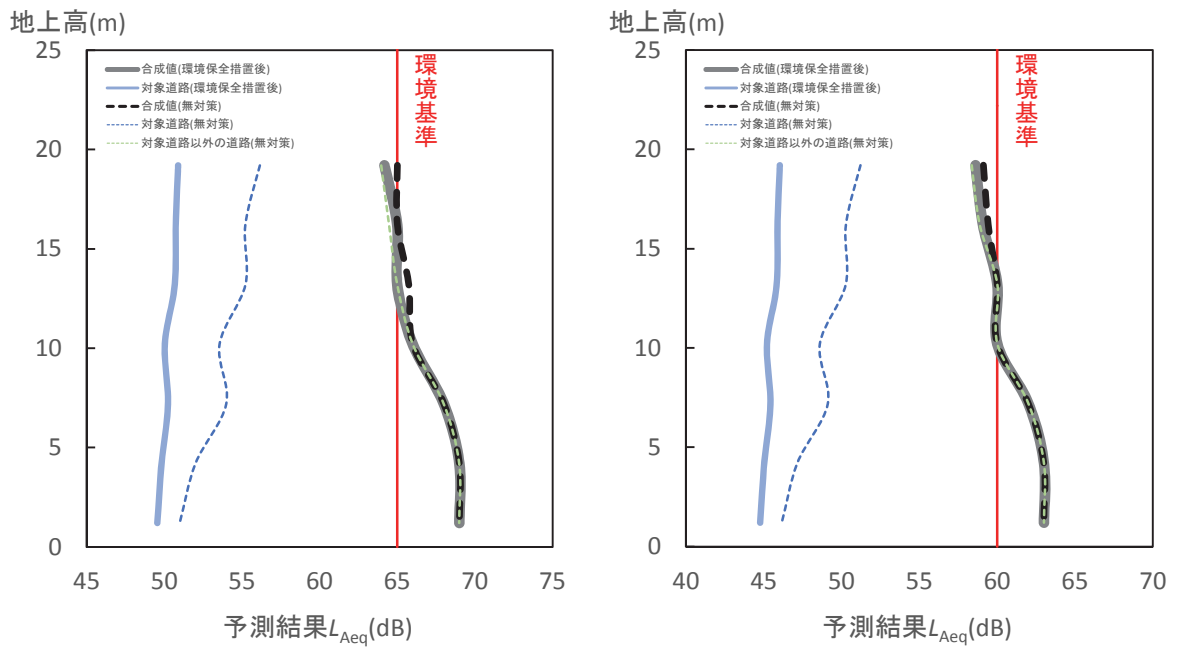 地上高(m)
25
20
15
10
5
0
合成値(環境保全措置後)
対象道路(環境保全措置後)
合成値(無対策)
対象道路(無対策)
対象道路以外の道路(無対策)
環境基準
45 50 55 60 65 70 75
予測結果LAeq(dB)
地上高(m)
25
20
15
10
5
0
合成値(環境保全措置後)
対象道路(環境保全措置後)
合成値(無対策)
対象道路(無対策)
対象道路以外の道路(無対策)
環境基準
40 45 50 55 60 65 70
予測結果LAeq(dB)